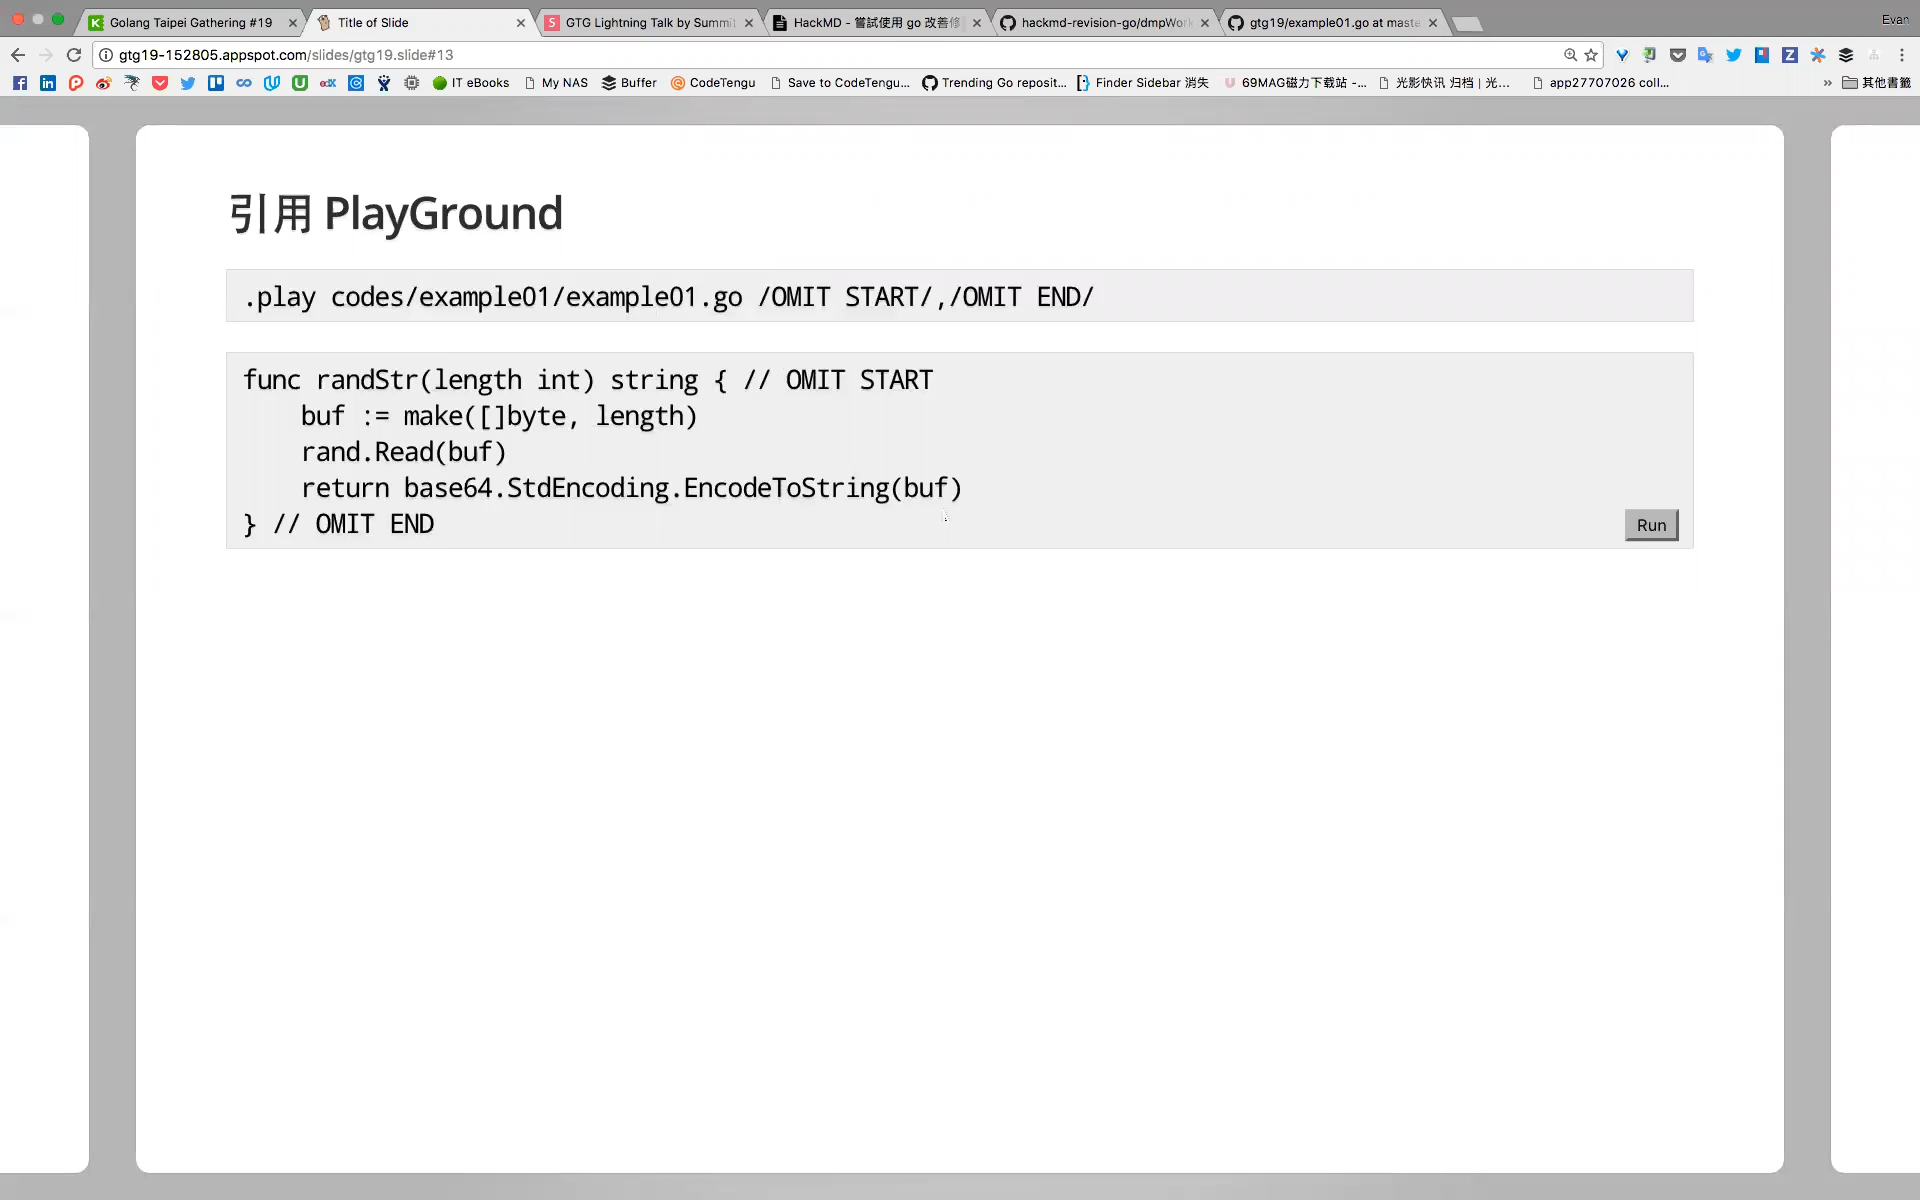 Golang Taipei Gathering #19
Title of Slide
GTG Lightning Talk by Summit
HackMD - 嘗試使用 go 改善修
hackmd-revision-go/dmpWor
gtg19/example01.go at maste
Evan
gtg19-152805.appspot.com/slides/gtg19.slide#13
IT eBooks
My NAS
Buffer
CodeTengu
Save to CodeTengu...
Trending Go reposit...
Finder Sidebar 消失
69MAG磁力下载站 -...
光影快讯 归档 | 光...
app27707026 coll...
»
其他書籤
引用 PlayGround
.play codes/example01/example01.go /OMIT START/,/OMIT END/
func randStr(length int) string { // OMIT START
    buf := make([]byte, length)
    rand.Read(buf)
    return base64.StdEncoding.EncodeToString(buf)
} // OMIT END
Run